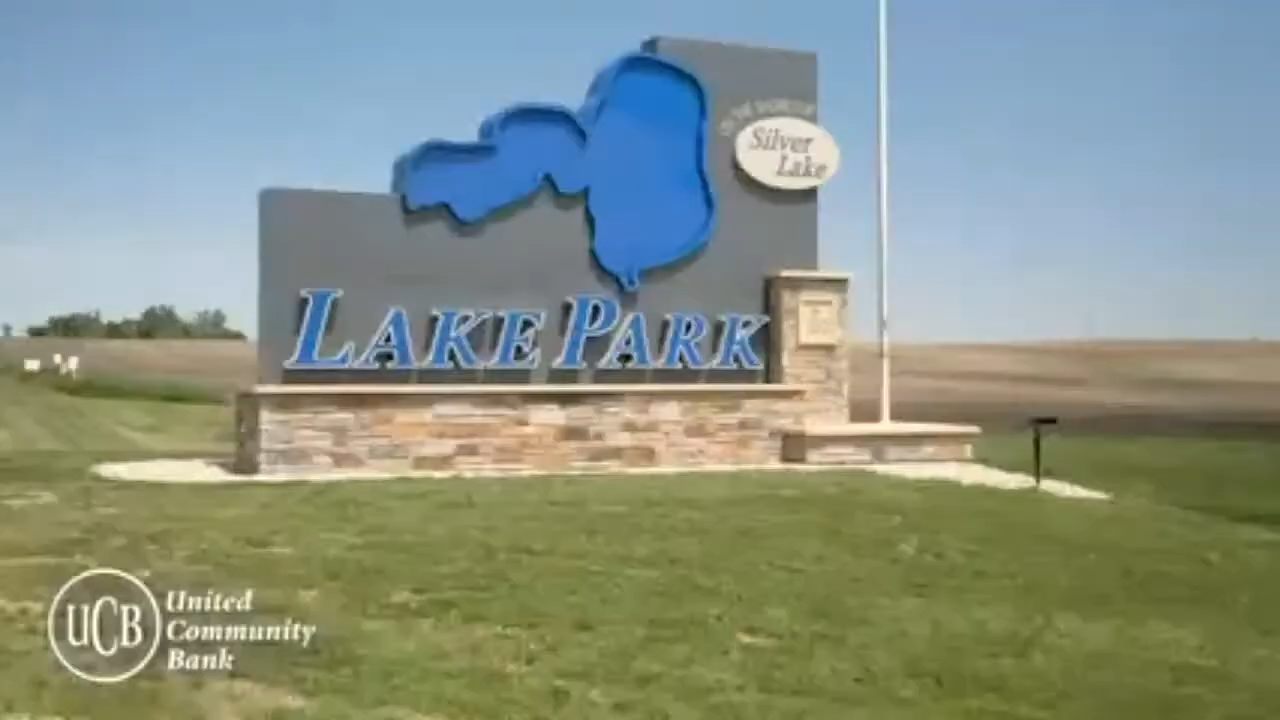 Silver
Lake
LAKE PARK
UCB
United
Community
Bank